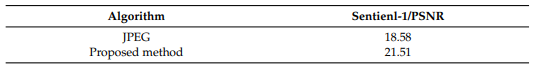 Algorithm Sentienl-1/PSNR
JPEG 18.58
Proposed method 21.51